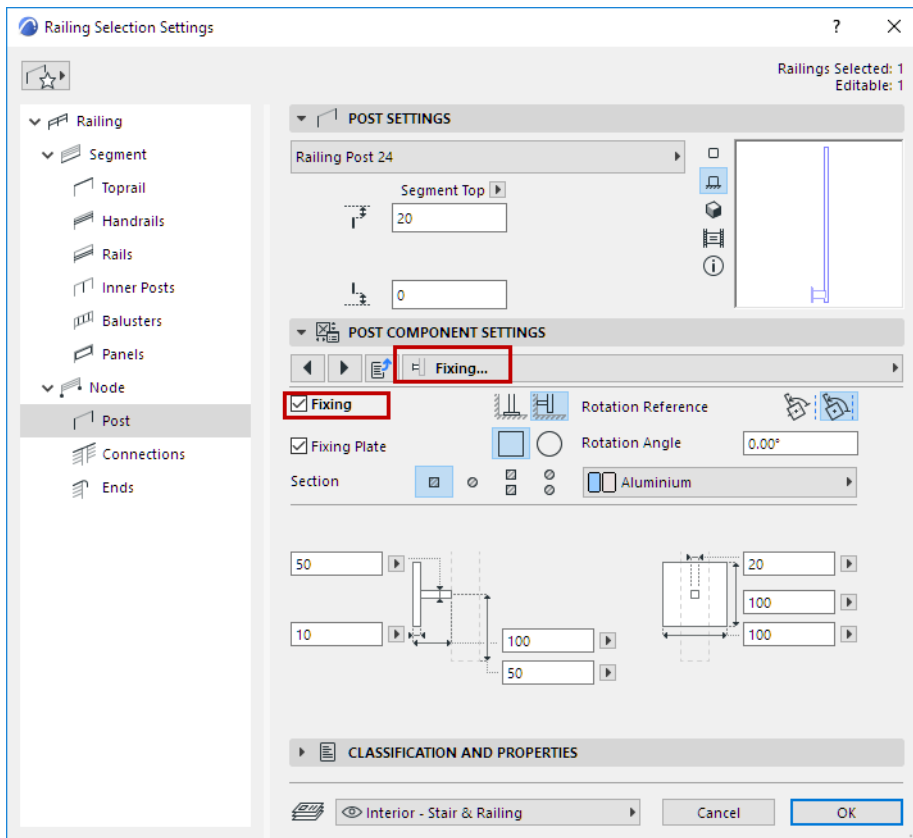 Railing Selection Settings
?
Railings Selected: 1
Editable: 1
Railing
Segment
Toprail
Handrails
Rails
Inner Posts
Balusters
Panels
Node
Post
Connections
Ends
POST SETTINGS
Railing Post 24
Segment Top
20
0
POST COMPONENT SETTINGS
Fixing...
Fixing
Rotation Reference
Fixing Plate
Rotation Angle
0.00°
Section
Aluminium
50
20
100
10
100
100
50
CLASSIFICATION AND PROPERTIES
Interior - Stair & Railing
Cancel
OK